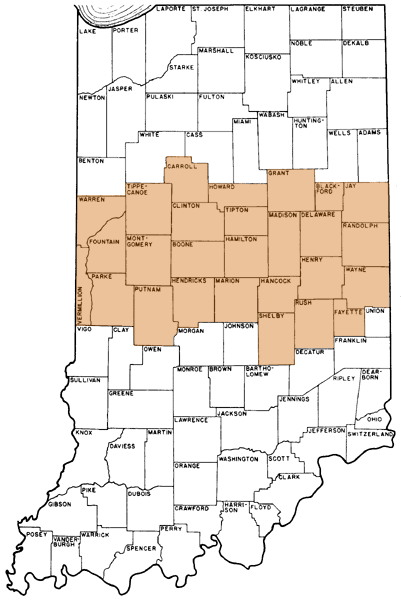 LAPORTE ST. JOSEPH ELKHART LAGRANGE STEUBEN
LAKE PORTER
NOBLE DEKALB
MARSHALL
KOSCIUSKO
STARKE
WHITLEY ALLEN
JASPER
NEWTON PULASKI FULTON
WABASH
MIAMI HUNTING-
TON
WHITE CASS WELLS ADAMS
BENTON
CARROLL
GRANT
TIPPE-
CANOE
HOWARD
BLACK-
FORD
JAY
WARREN
CLINTON TIPTON
MADISON DELAWARE
RANDOLPH
FOUNTAIN
MONT-
GOMERY
BOONE
HAMILTON
HENRY
WAYNE
PARKE
PUTNAM
HENDRICKS MARION HANCOCK
VERMILLION
RUSH
FAYETTE UNION
SHELBY
VIGO CLAY
MORGAN JOHNSON
FRANKLIN
OWEN
DECATUR
MONROE BROWN BARTHO-
LOMEW
DEAR-
BORN
RIPLEY
SULLIVAN
GREENE
JENNINGS
JACKSON
OHIO
LAWRENCE
KNOX
DAVIESS
MARTIN
JEFFERSON
SWITZERLAND
WASHINGTON
SCOTT
ORANGE
CLARK
PIKE DUBOIS
GIBSON
CRAWFORD
HARRI-
SON
FLOYD
PERRY
POSEY VANDER-
BURGH
WARRICK
SPENCER